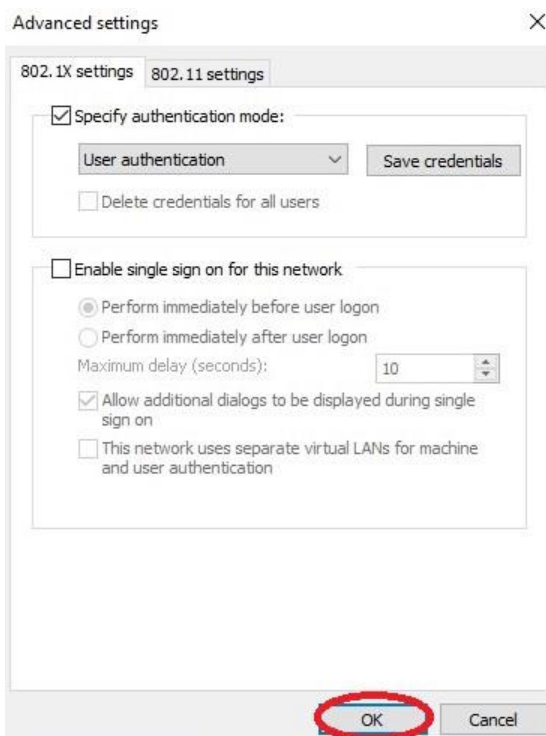 Advanced settings
802.1X settings 802.11 settings
Specify authentication mode:
User authentication Save credentials
Delete credentials for all users
Enable single sign on for this network
Perform immediately before user logon
Perform immediately after user logon
Maximum delay (seconds): 10
Allow additional dialogs to be displayed during single
sign on
This network uses separate virtual LANs for machine
and user authentication
OK Cancel